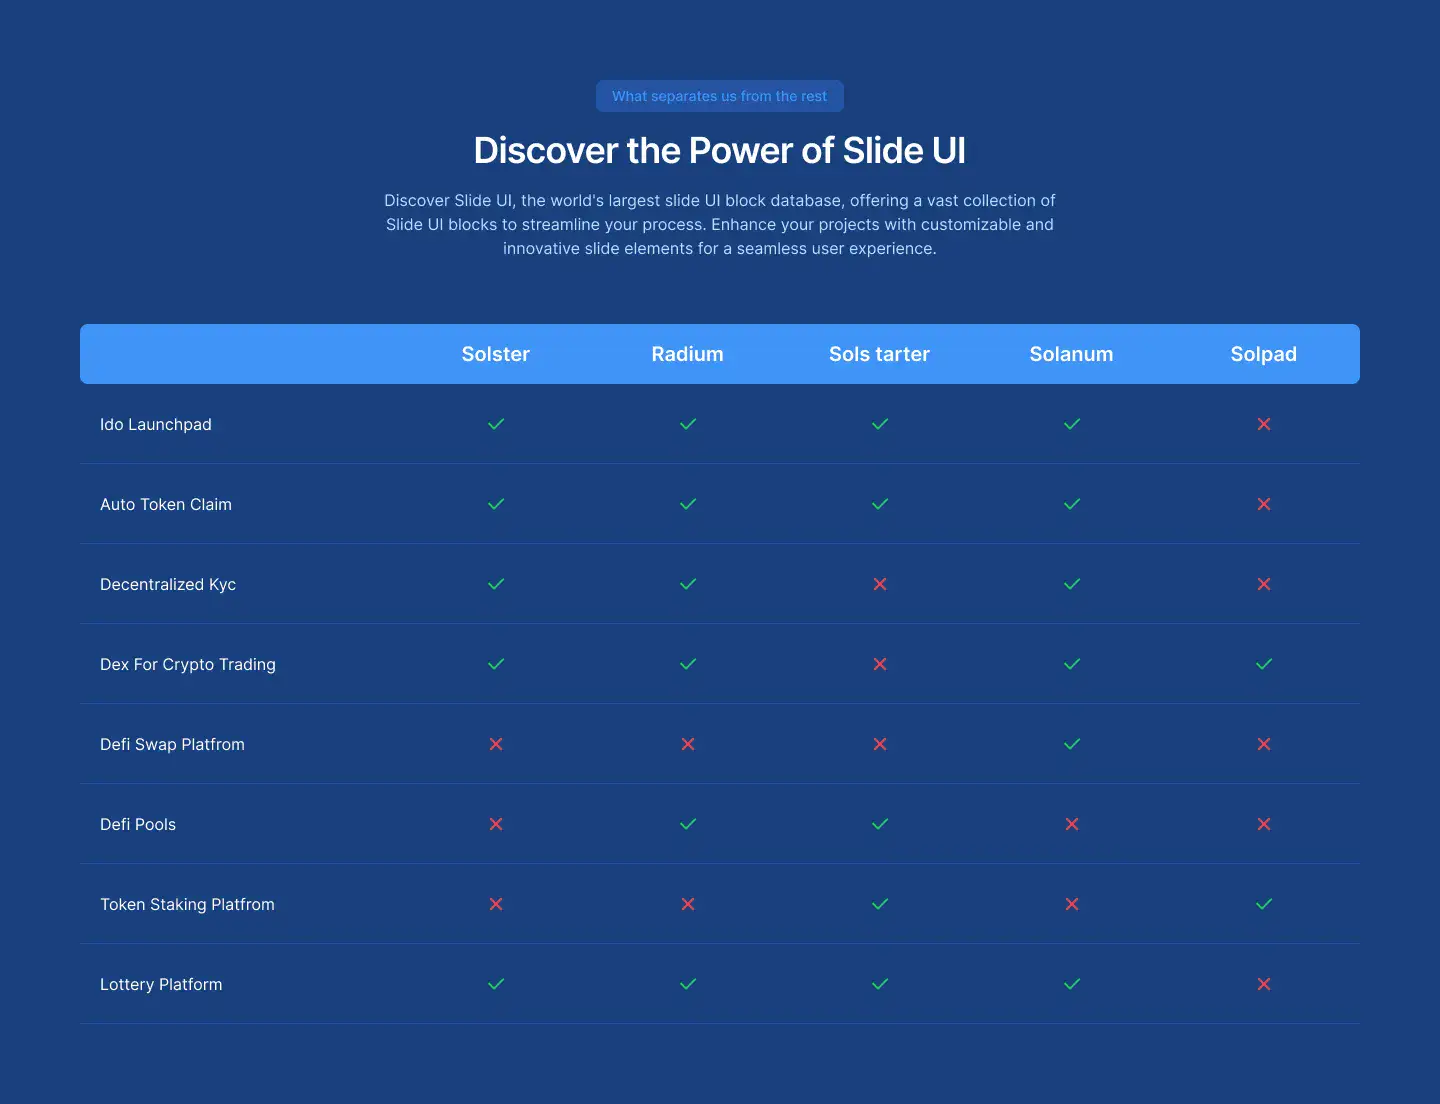 What separates us from the rest
Discover the Power of Slide UI
Discover Slide UI, the world's largest slide UI block database, offering a vast collection of
Slide UI blocks to streamline your process. Enhance your projects with customizable and
innovative slide elements for a seamless user experience.
Solster Radium Sols tarter Solanum Solpad
Ido Launchpad
Auto Token Claim
Decentralized Kyc
Dex For Crypto Trading
Defi Swap Platfrom
Defi Pools
Token Staking Platfrom
Lottery Platform